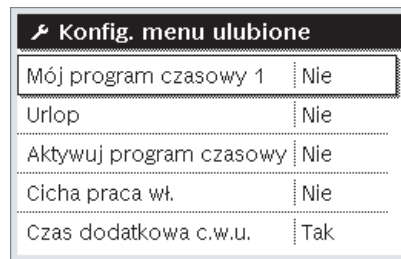 Konfig. menu ulubione
Mój program czasowy 1 Nie
Urlop Nie
Aktywuj program czasowy Nie
Cicha praca wł. Nie
Czas dodatkowa c.w.u. Tak